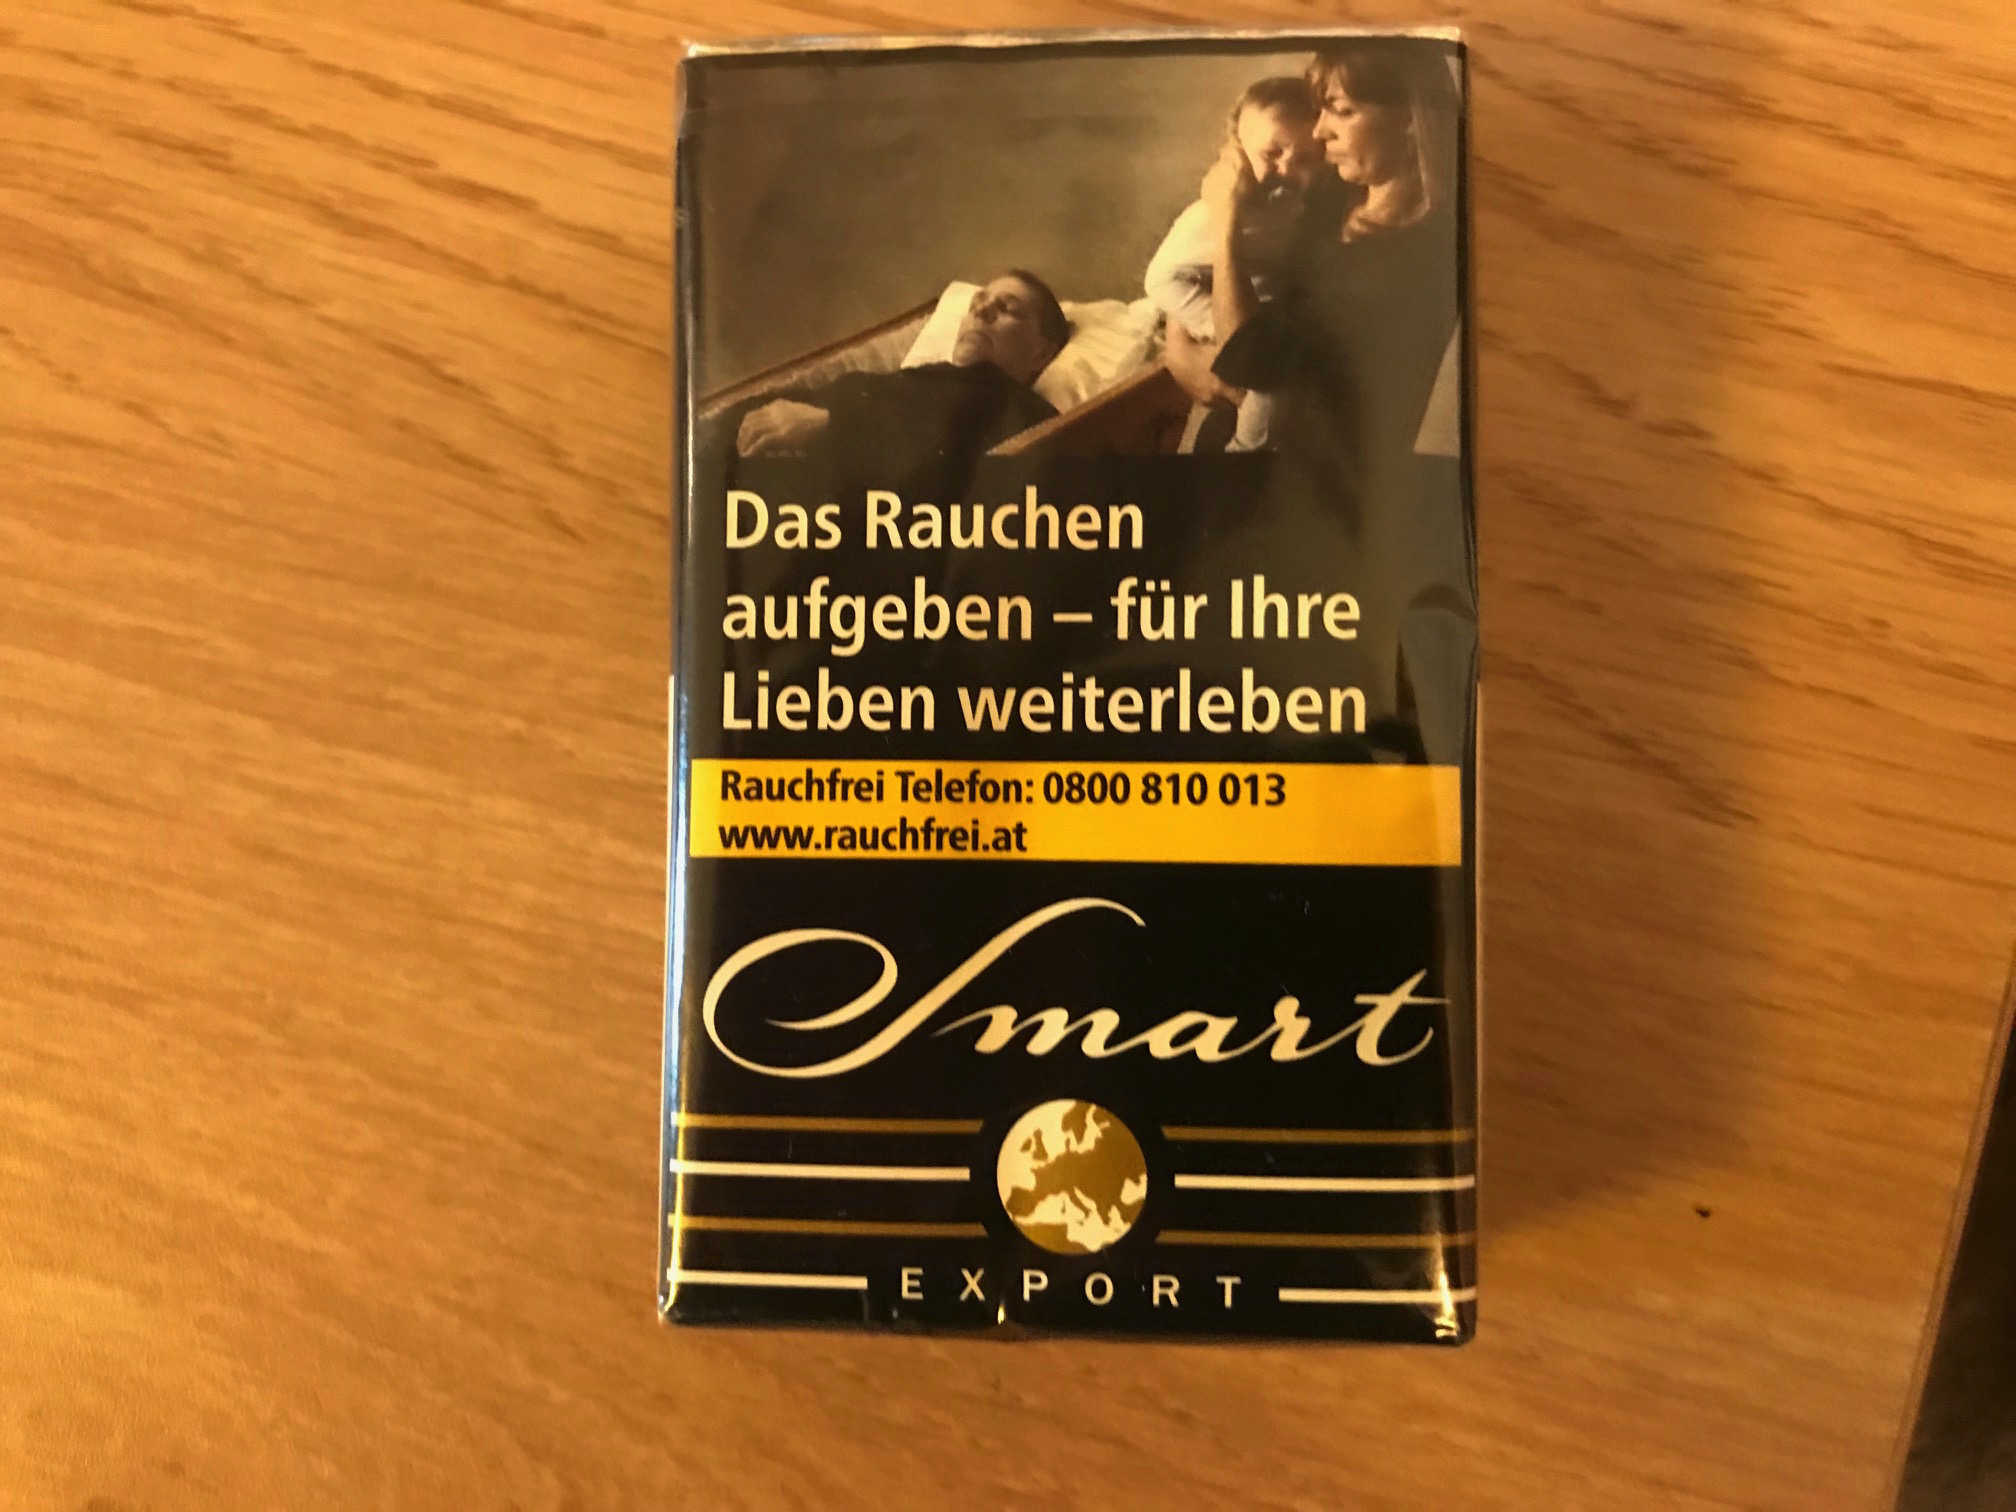 Das Rauchen
aufgeben – für Ihre
Lieben weiterleben
Rauchfrei Telefon: 0800 810 013
www.rauchfrei.at
Smart
EXPORT